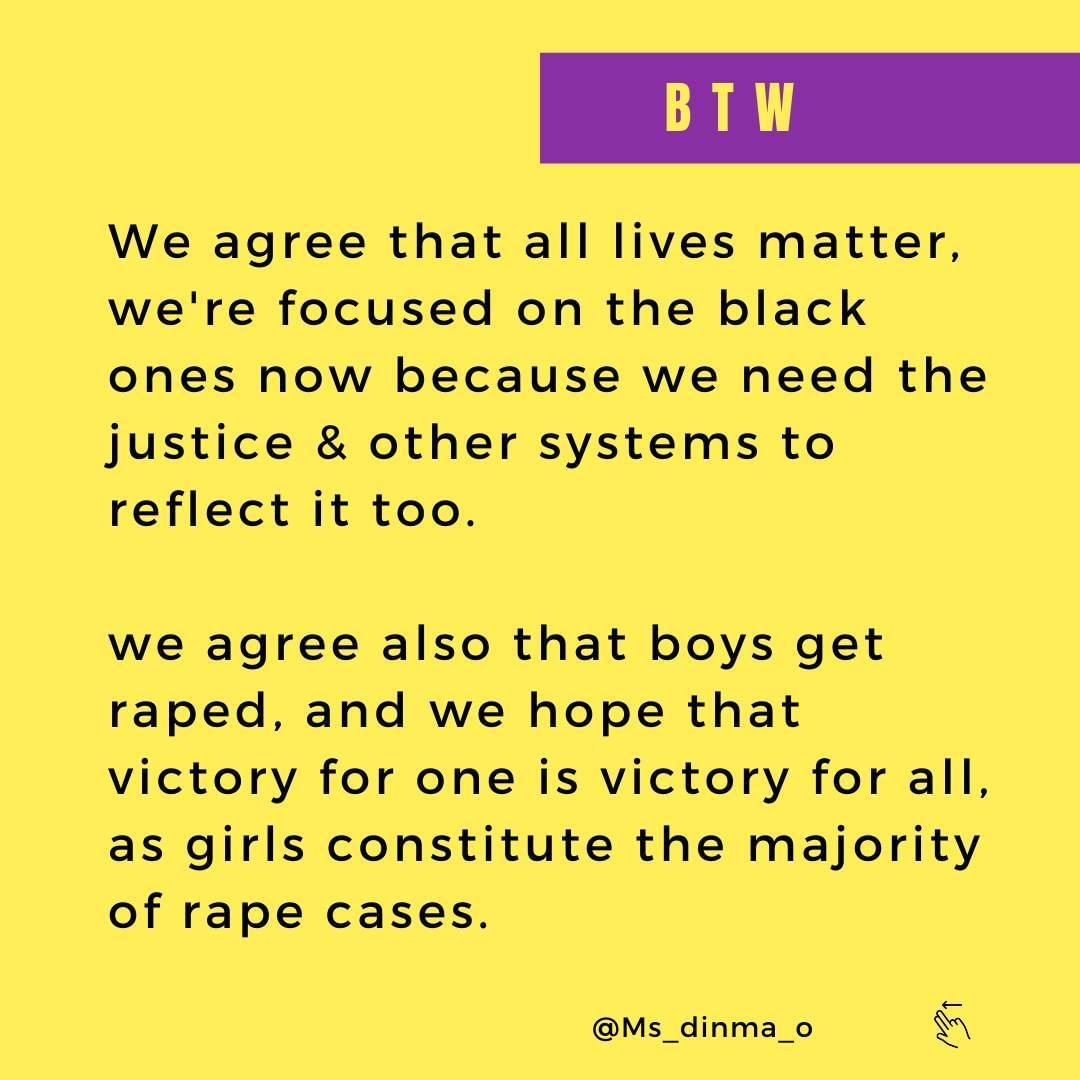 BTW
We agree that all lives matter,
we're focused on the black
ones now because we need the
justice & other systems to
reflect it too.
we agree also that boys get
raped, and we hope that
victory for one is victory for all,
as girls constitute the majority
of rape cases.
@Ms_dinma_o